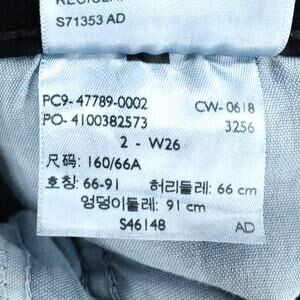 S71353 AD
PC9- 47789-0002 CW- 0618
PO- 4100382573 3256
2 - W26
尺码: 160/66A
호칭: 66-91 허리둘레: 66 cm
엉덩이둘레: 91 cm
S46148 AD